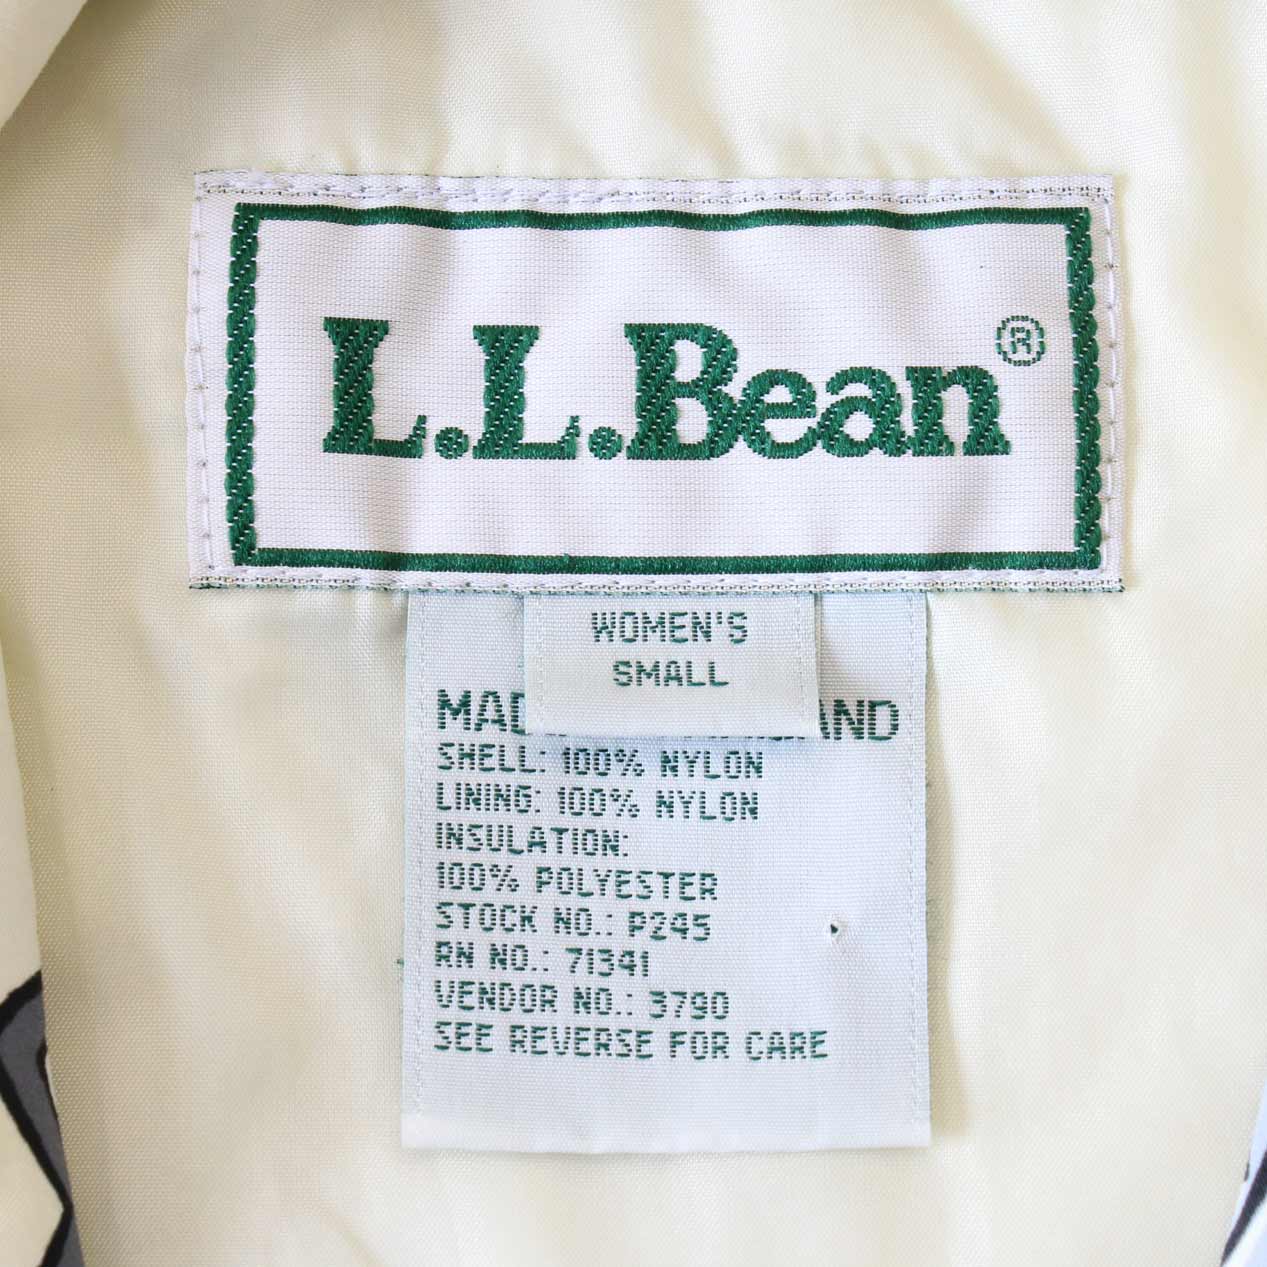 L.L.Bean®
WOMEN'S
SMALL
SHELL: 100% NYLON
LINING: 100% NYLON
INSULATION:
100% POLYESTER
STOCK NO.: P245
RN NO.: 71341
VENDOR NO.: 3790
SEE REVERSE FOR CARE